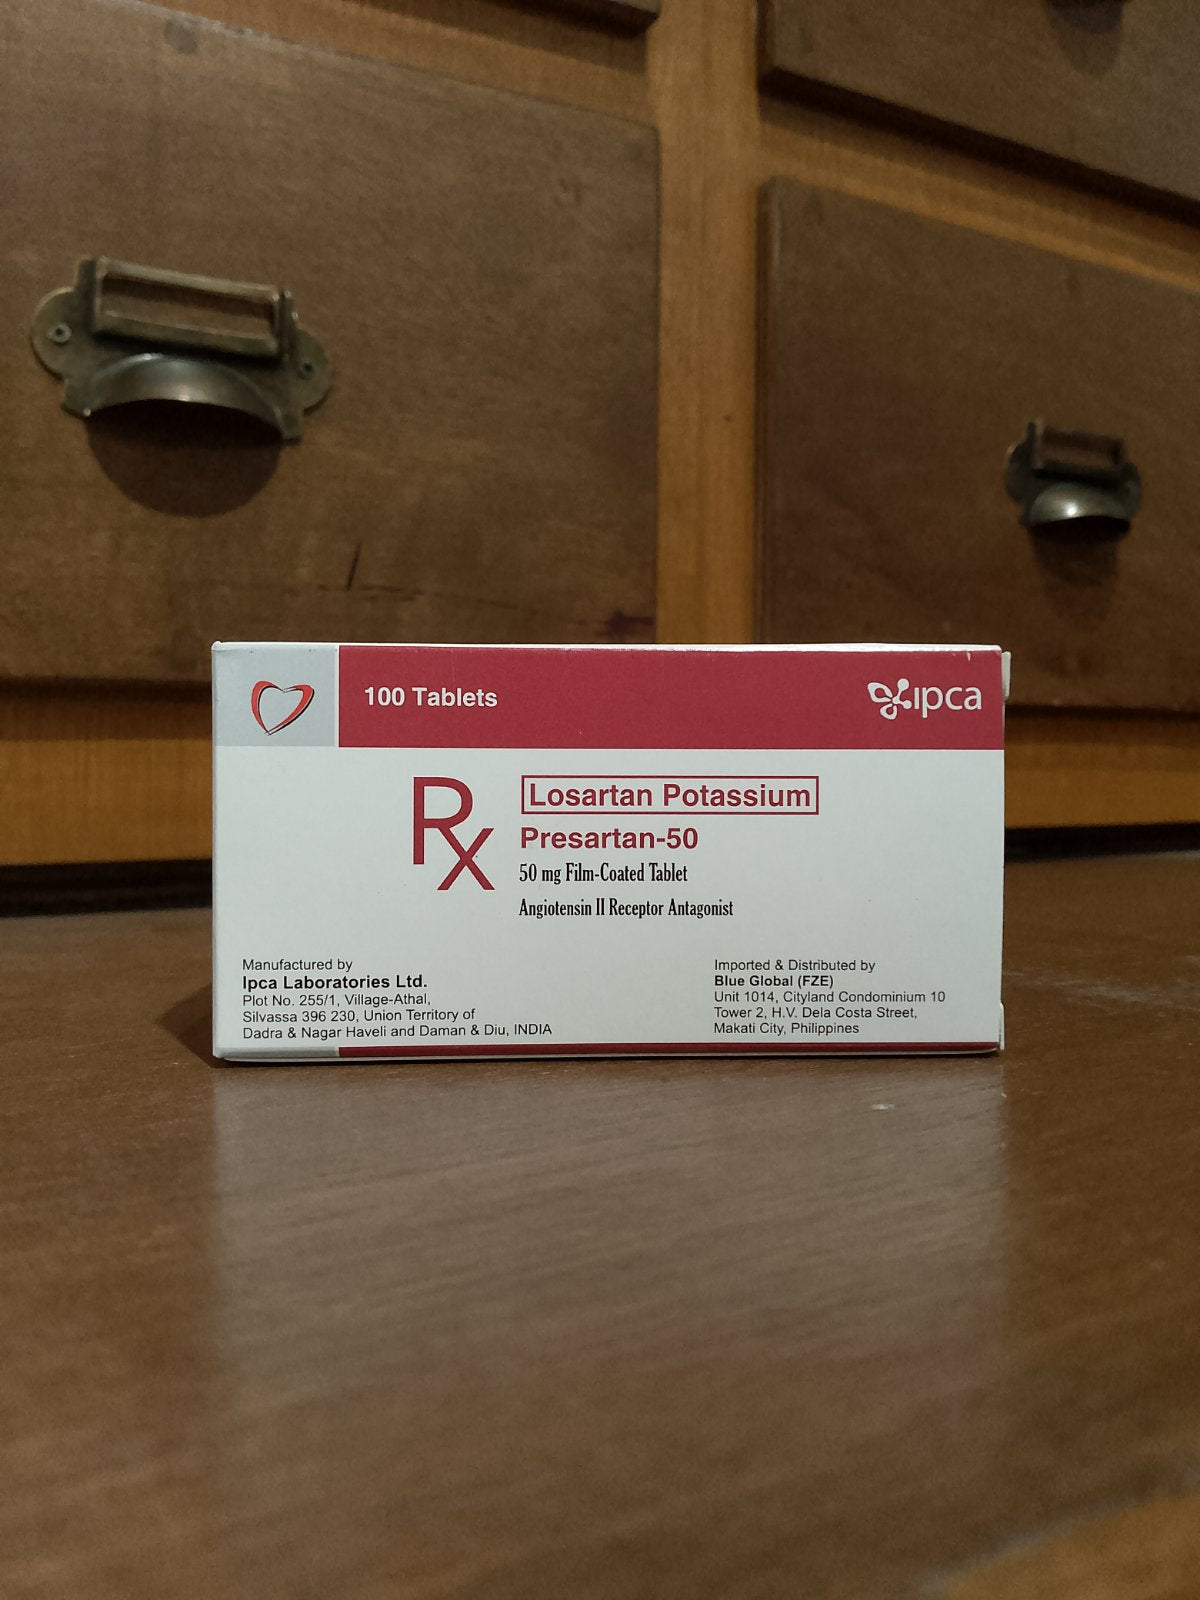 100 Tablets
ipca
Rx
Losartan Potassium
Presartan-50
50 mg Film-Coated Tablet
Angiotensin II Receptor Antagonist
Manufactured by
Ipca Laboratories Ltd.
Plot No. 255/1, Village-Athal,
Silvassa 396 230, Union Territory of
Dadra & Nagar Haveli and Daman & Diu, INDIA
Imported & Distributed by
Blue Global (FZE)
Unit 1014, Cityland Condominium 10
Tower 2, H.V. Dela Costa Street,
Makati City, Philippines